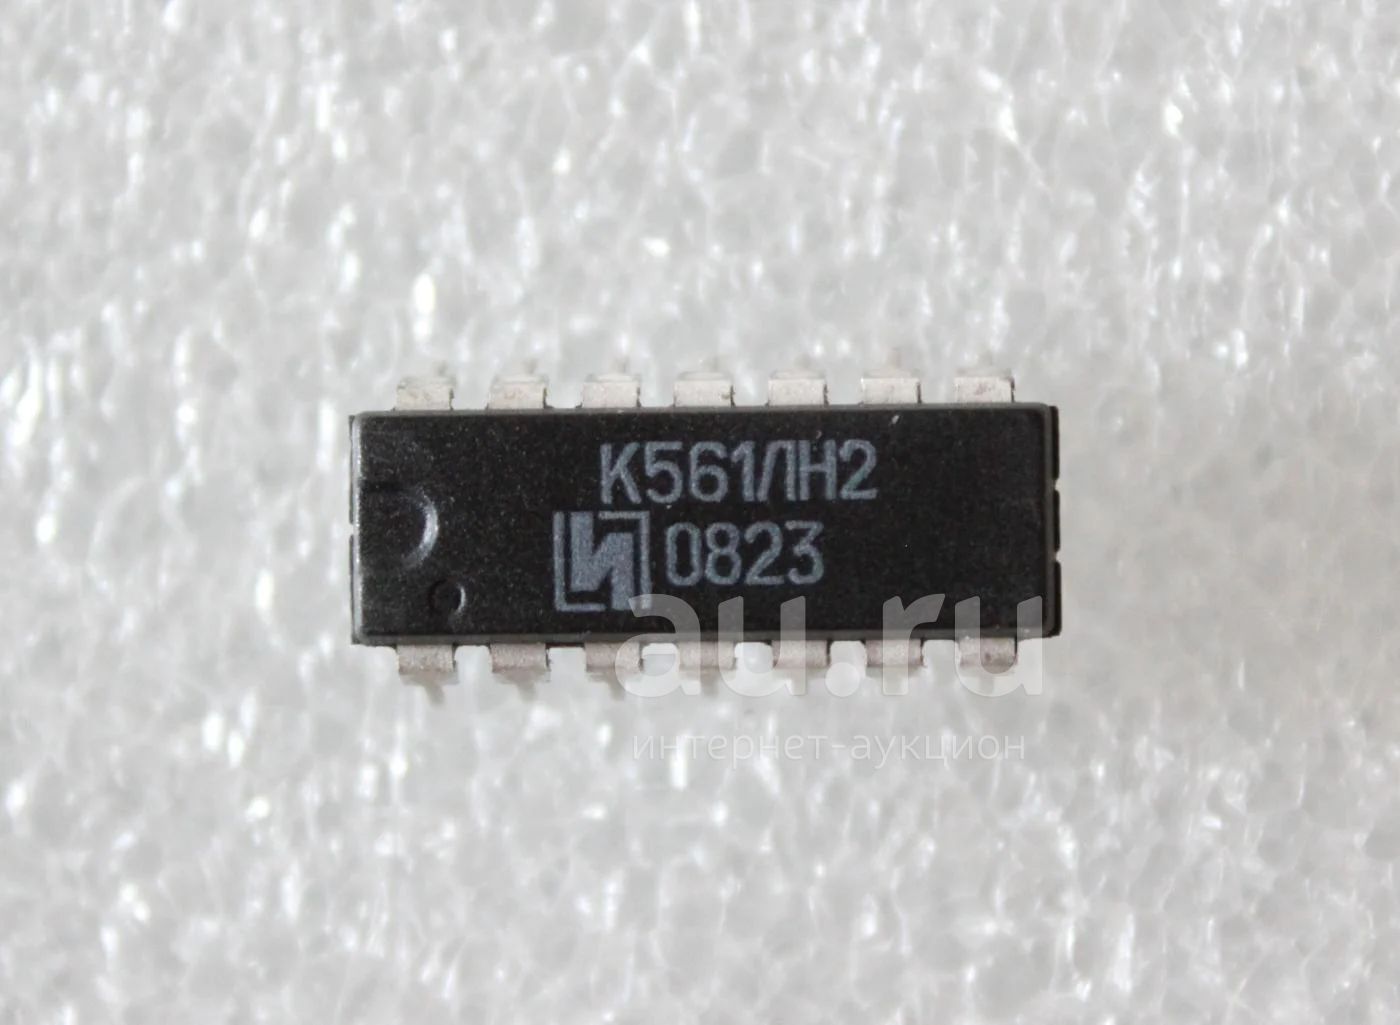 К561ЛН2
0823
au.ru
интернет-аукцион